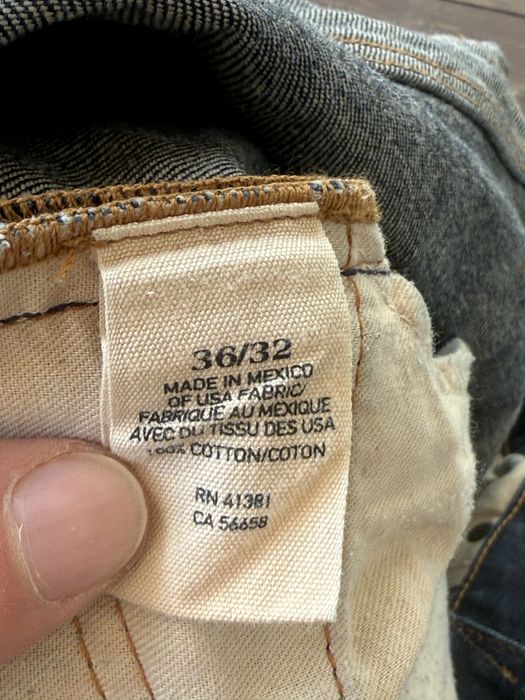 36/32
MADE IN MEXICO
OF USA FABRIC/
FABRIQUE AU MEXIQUE
AVEC DU TISSU DES USA
100% COTTON/COTON
RN 41381
CA 56658